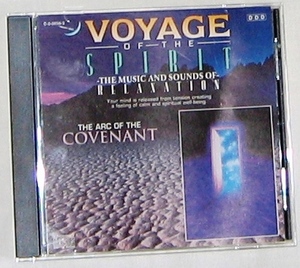 VOYAGE
OF THE
SPIRIT
-THE MUSIC AND SOUNDS OF-
RELAXATION
Your mind is released from tension creating
a feeling of calm and spiritual well-being
THE ARC OF THE
COVENANT
DDD